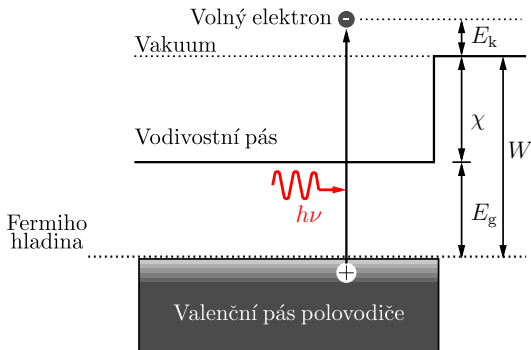 Volný elektron
-
E_k
Vakuum
χ
Vodivostní pás
W
hν
E_g
Fermiho
hladina
+
Valenční pás polovodiče